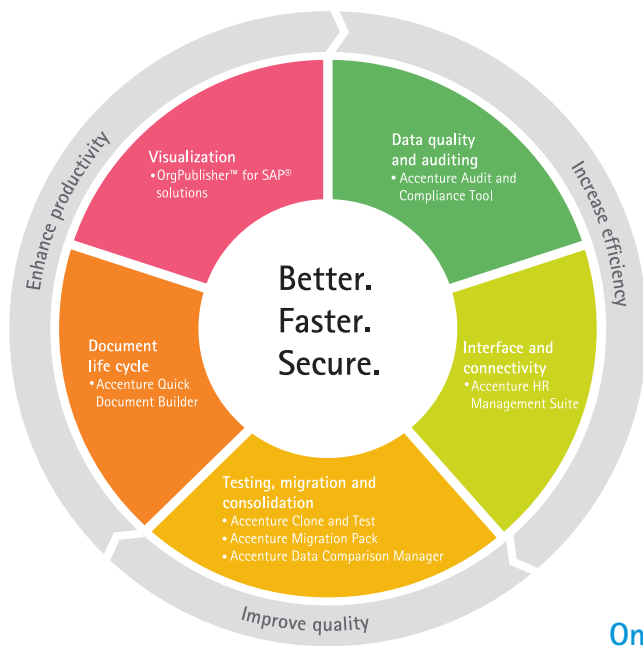 Enhance productivity
Increase efficiency
Improve quality
Visualization
• OrgPublisher™ for SAP®
solutions
Data quality
and auditing
• Accenture Audit and
Compliance Tool
Better.
Faster.
Secure.
Document
life cycle
• Accenture Quick
Document Builder
Interface and
connectivity
• Accenture HR
Management Suite
Testing, migration and
consolidation
• Accenture Clone and Test
• Accenture Migration Pack
• Accenture Data Comparison Manager
On